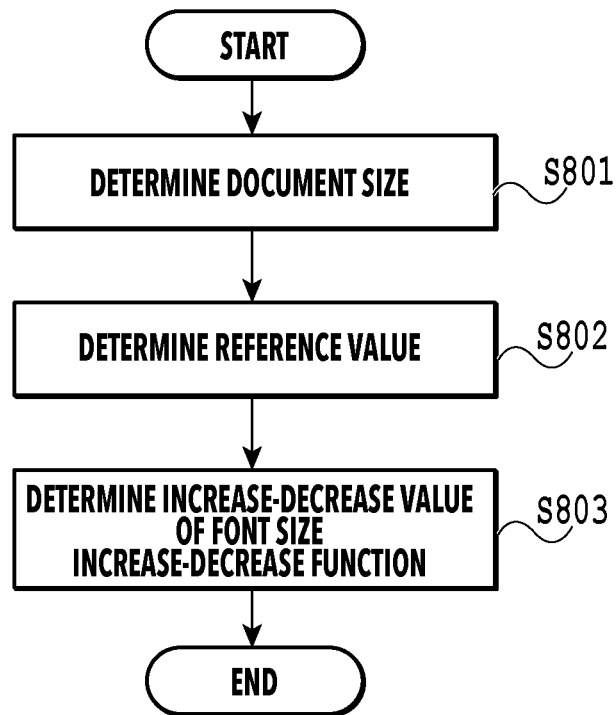 START
DETERMINE DOCUMENT SIZE
S801
DETERMINE REFERENCE VALUE
S802
DETERMINE INCREASE-DECREASE VALUE
OF FONT SIZE
INCREASE-DECREASE FUNCTION
S803
END